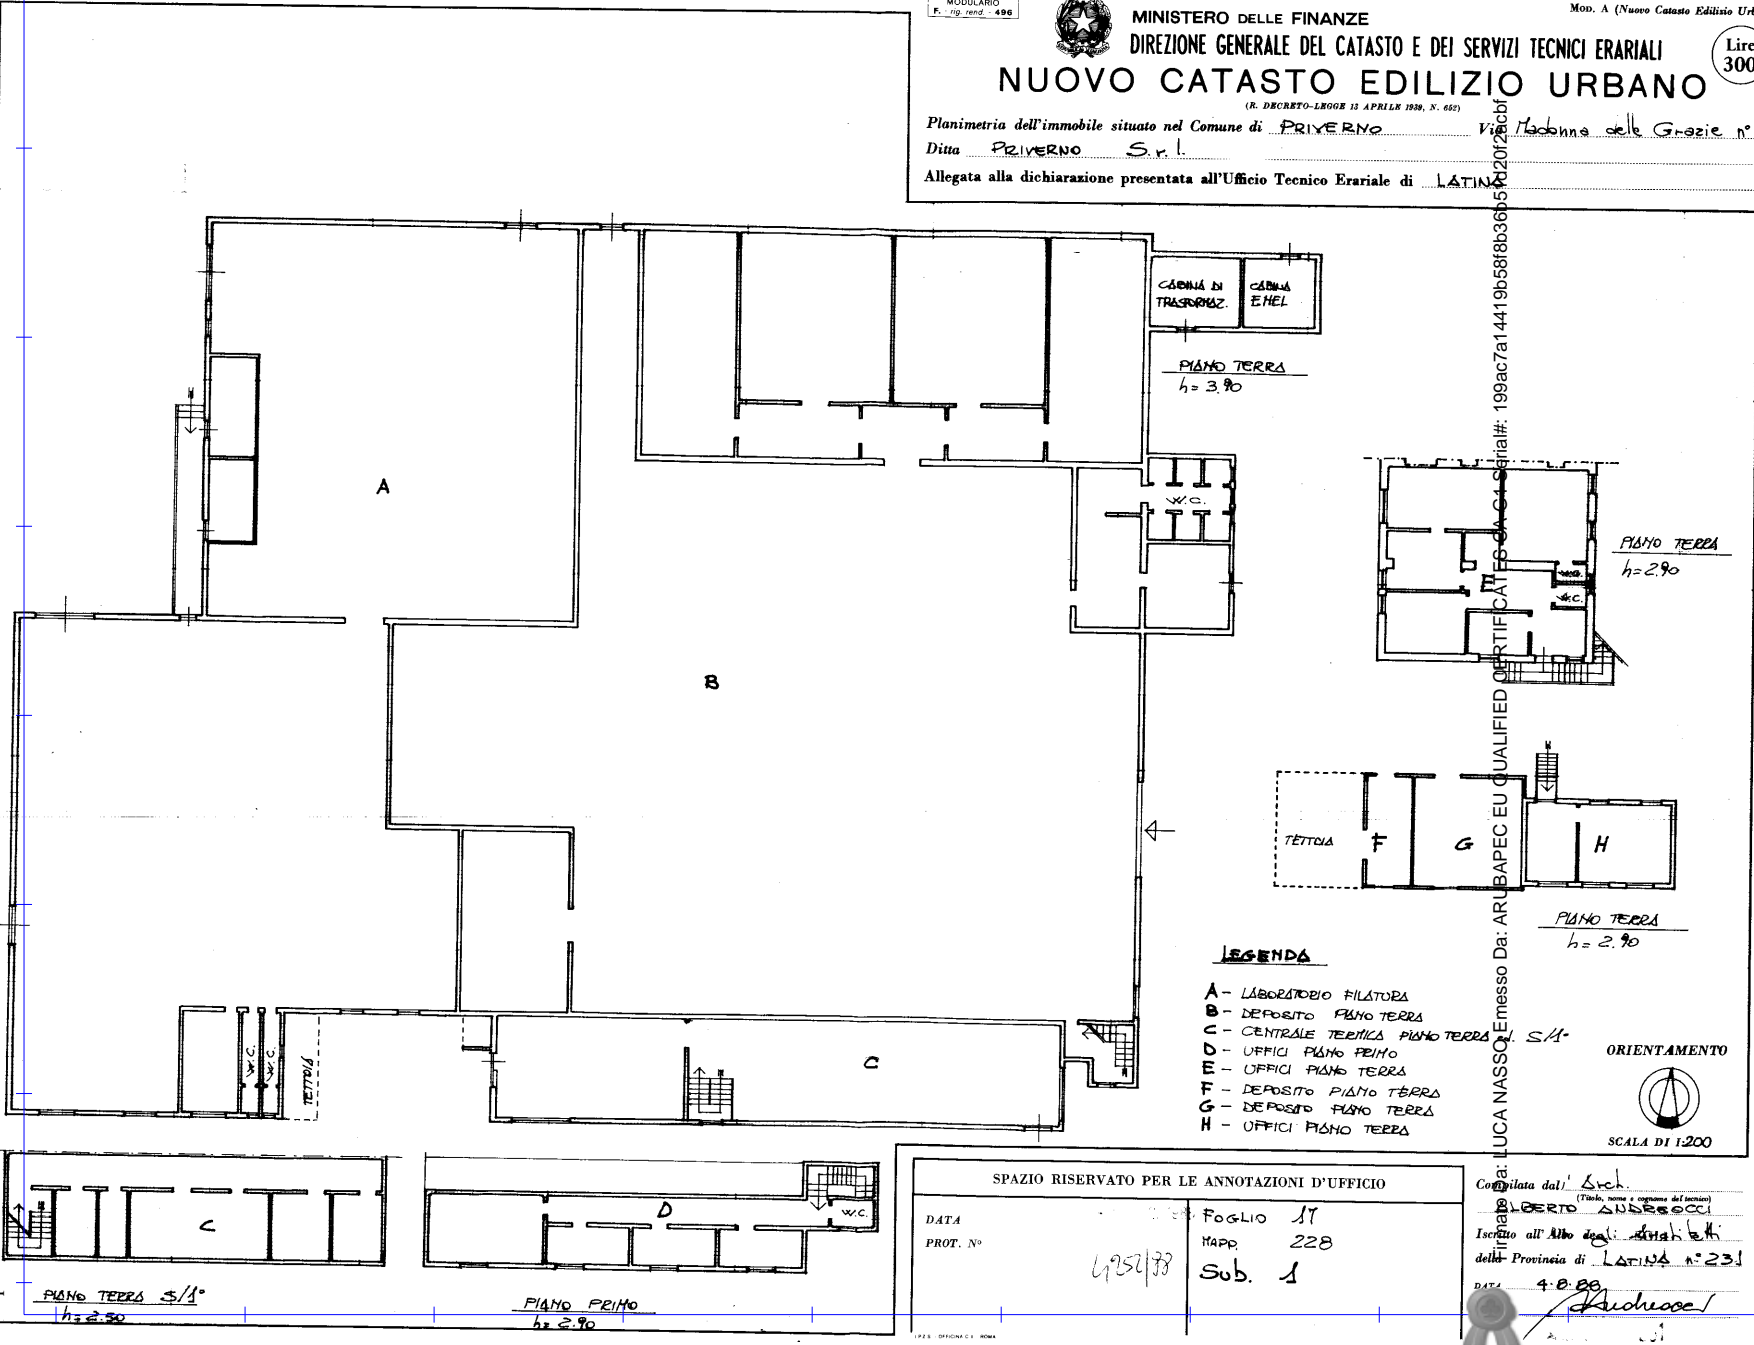 MODULARIO
F. - rig. rend. - 496
Mod. A (Nuovo Catasto Edilizio Ur
MINISTERO DELLE FINANZE
DIREZIONE GENERALE DEL CATASTO E DEI SERVIZI TECNICI ERARIALI
Lire
300
NUOVO CATASTO EDILIZIO URBANO
(R. DECRETO-LEGGE 13 APRILE 1939, N. 652)
Planimetria dell'immobile situato nel Comune di PRIVERNO Via Madonna delle Grazie n°
Ditta PRIVERNO S.r.l.
Allegata alla dichiarazione presentata all'Ufficio Tecnico Erariale di LATINA
CABINA DI
TRASFORMAZ.
CABINA
ENEL
PIANO TERRA
h= 3.90
A
W.C.
B
PIANO TERRA
h= 2.90
W.C.
W.C.
E
TETTOIA
F
G
H
PIANO TERRA
h= 2.90
LEGENDA
A - LABORATORIO FILATURA
B - DEPOSITO PIANO TERRA
C - CENTRALE TERMICA PIANO TERRA S/1°
D - UFFICI PIANO PRIMO
E - UFFICI PIANO TERRA
F - DEPOSITO PIANO TERRA
G - DEPOSITO PIANO TERRA
H - UFFICI PIANO TERRA
W.C.
W.C.
TETTOIA
C
ORIENTAMENTO
SCALA DI 1:200
C
PIANO TERRA S/1°
h= 2.50
D
W.C.
PIANO PRIMO
h= 2.90
SPAZIO RISERVATO PER LE ANNOTAZIONI D'UFFICIO
DATA
PROT. N°
4252/88
FOGLIO 17
MAPP. 228
Sub. 1
Compilata dall' Arch.
(Titolo, nome e cognome del tecnico)
ALBERTO ANDREOCCI
Iscritto all'Albo degli Architetti
della Provincia di LATINA n° 231
DATA 4.8.88
Andreocci
I.P.Z.S. - OFFICINA C.V. - ROMA
Firmato Da: LUCA NASSO Emesso Da: ARUBAPEC EU QUALIFIED CERTIFICATES CA G1 Serial#: 199ac7a14419b58f8b36b51d20f2acbf